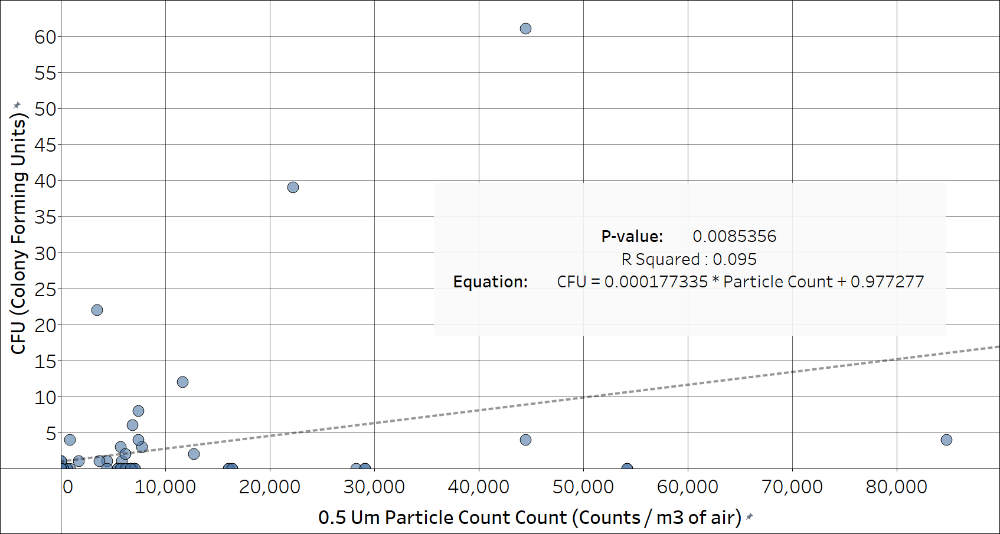 60
55
50
45
40
35
30
25
20
15
10
5
CFU (Colony Forming Units)
P-value: 0.0085356
R Squared : 0.095
Equation: CFU = 0.000177335 * Particle Count + 0.977277
0 10,000 20,000 30,000 40,000 50,000 60,000 70,000 80,000
0.5 Um Particle Count Count (Counts / m3 of air)